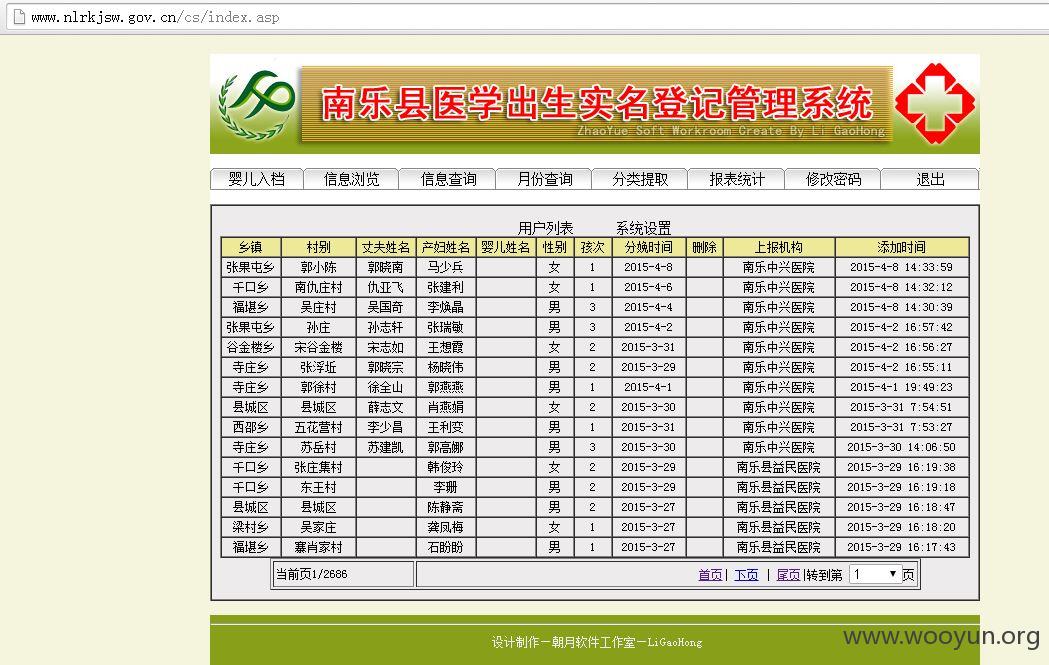 www.nlrkjsw.gov.cn/cs/index.asp
南乐县医学出生实名登记管理系统
ZhaoYue Soft Workroom Create By Li GaoHong
婴儿入档 信息浏览 信息查询 月份查询 分类提取 报表统计 修改密码 退出
用户列表 系统设置
乡镇 村别 丈夫姓名 产妇姓名 婴儿姓名 性别 孩次 分娩时间 删除 上报机构 添加时间
张果屯乡 郭小陈 郭晓南 马少兵 女 1 2015-4-8 南乐中兴医院 2015-4-8 14:33:59
千口乡 南仇庄村 仇亚飞 张建利 女 1 2015-4-6 南乐中兴医院 2015-4-8 14:32:12
福堪乡 吴庄村 吴国奇 李焕晶 男 3 2015-4-4 南乐中兴医院 2015-4-8 14:30:39
张果屯乡 孙庄 孙志轩 张瑞敏 男 3 2015-4-2 南乐中兴医院 2015-4-2 16:57:42
谷金楼乡 宋谷金楼 宋志如 王想霞 女 2 2015-3-31 南乐中兴医院 2015-4-2 16:56:27
寺庄乡 张浮坵 郭晓宗 杨晓伟 男 2 2015-3-29 南乐中兴医院 2015-4-2 16:55:11
寺庄乡 郭徐村 徐全山 郭燕燕 男 1 2015-4-1 南乐中兴医院 2015-4-1 19:49:23
县城区 县城区 薛志文 肖燕娟 女 2 2015-3-30 南乐中兴医院 2015-3-31 7:54:51
西邵乡 五花营村 李少昌 王利变 男 1 2015-3-31 南乐中兴医院 2015-3-31 7:53:27
寺庄乡 苏岳村 苏建凯 郭高娜 男 3 2015-3-30 南乐中兴医院 2015-3-30 14:06:50
千口乡 张庄集村 韩俊玲 女 2 2015-3-29 南乐县益民医院 2015-3-29 16:19:38
千口乡 东王村 李珊 男 2 2015-3-29 南乐县益民医院 2015-3-29 16:19:18
县城区 县城区 陈静斋 男 2 2015-3-27 南乐县益民医院 2015-3-29 16:18:47
梁村乡 吴家庄 龚凤梅 女 1 2015-3-27 南乐县益民医院 2015-3-29 16:18:20
福堪乡 寨肖家村 石盼盼 男 1 2015-3-27 南乐县益民医院 2015-3-29 16:17:43
当前页1/2686 首页| 下页 | 尾页|转到第 1 页
设计制作－朝月软件工作室－LiGaoHong
www.wooyun.org